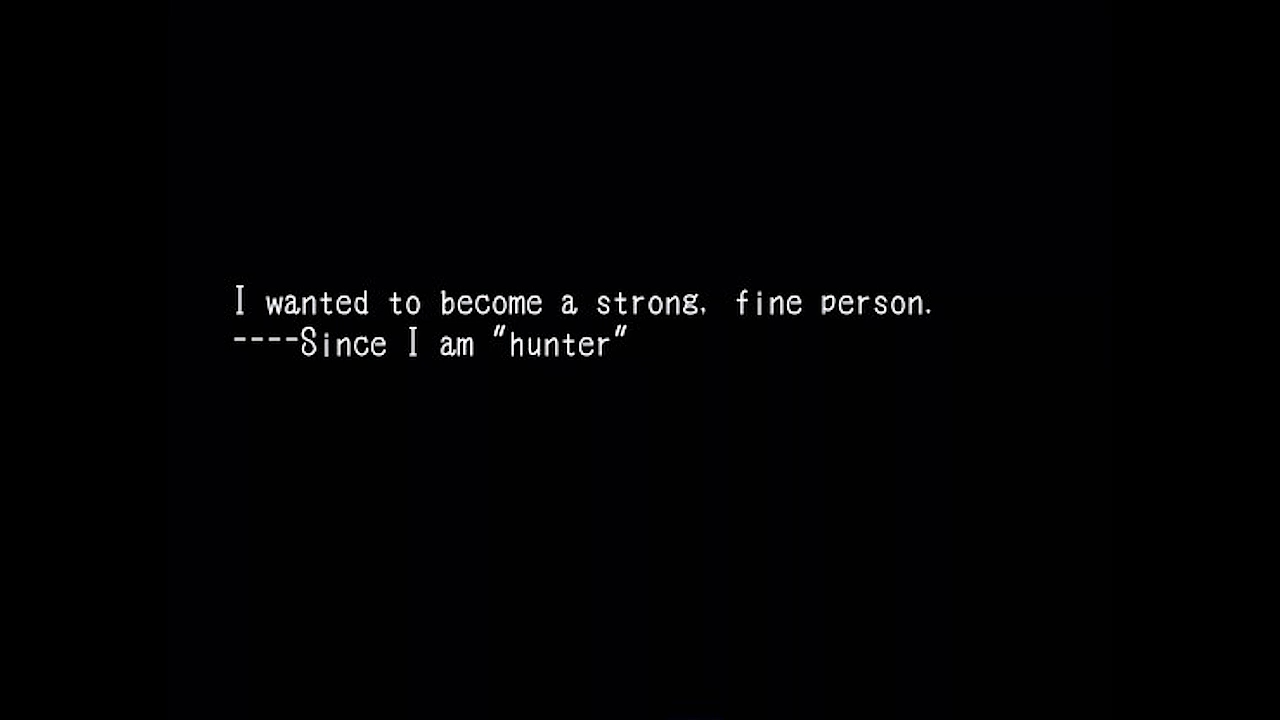 I wanted to become a strong, fine person.
----Since I am "hunter"